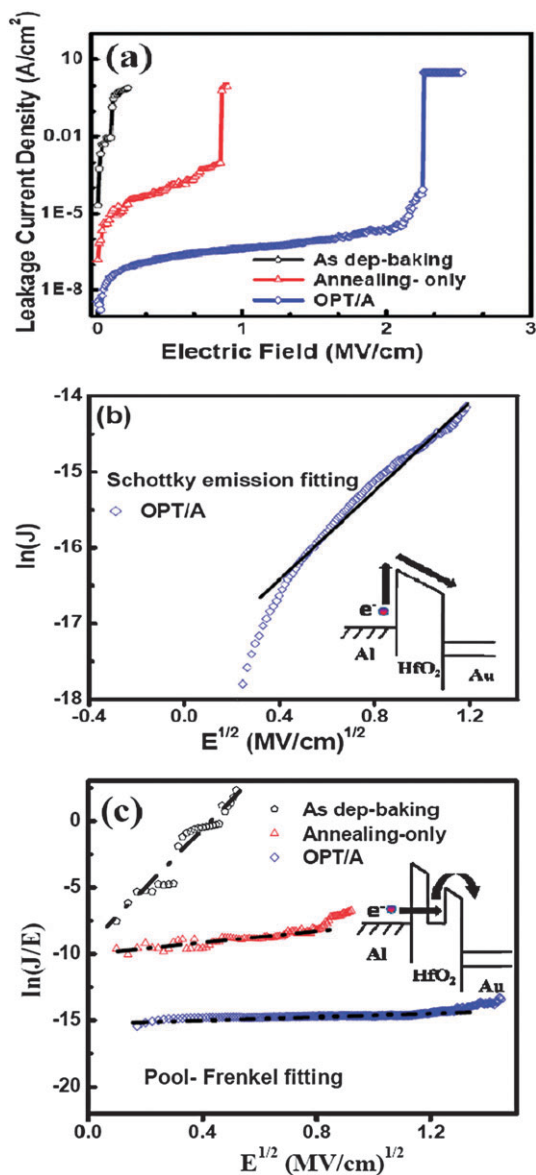 (a)
Leakage Current Density (A/cm²)
1
0.01
1E-5
1E-8
As dep-baking
Annealing- only
OPT/A
0 1 2 3
Electric Field (MV/cm)
(b)
-14
-15
-16
-17
-18
ln(J)
Schottky emission fitting
OPT/A
e⁻
Al
HfO₂
Au
-0.4 0.0 0.4 0.8 1.2
E^1/2 (MV/cm)^1/2
(c)
0
-5
-10
-15
-20
ln(J/E)
As dep-baking
Annealing-only
OPT/A
e⁻
Al
HfO₂
Au
Pool- Frenkel fitting
0.0 0.4 0.8 1.2
E^1/2 (MV/cm)^1/2